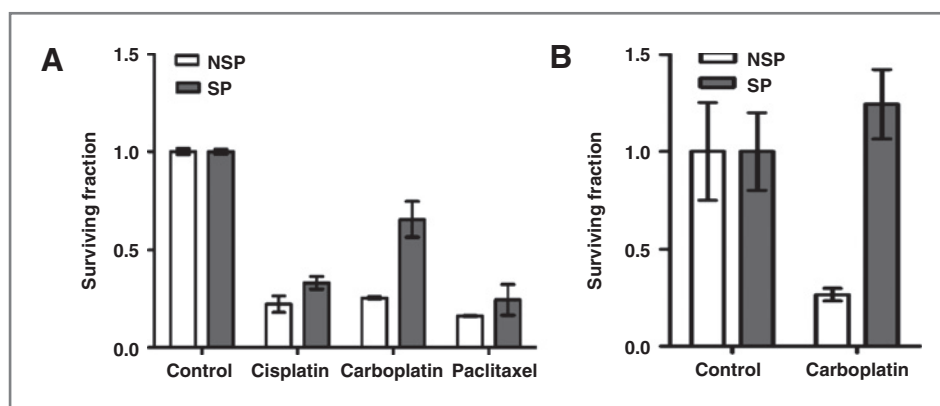 A
NSP
SP
Surviving fraction
1.5
1.0
0.5
0.0
Control Cisplatin Carboplatin Paclitaxel
B
NSP
SP
Surviving fraction
1.5
1.0
0.5
0.0
Control Carboplatin